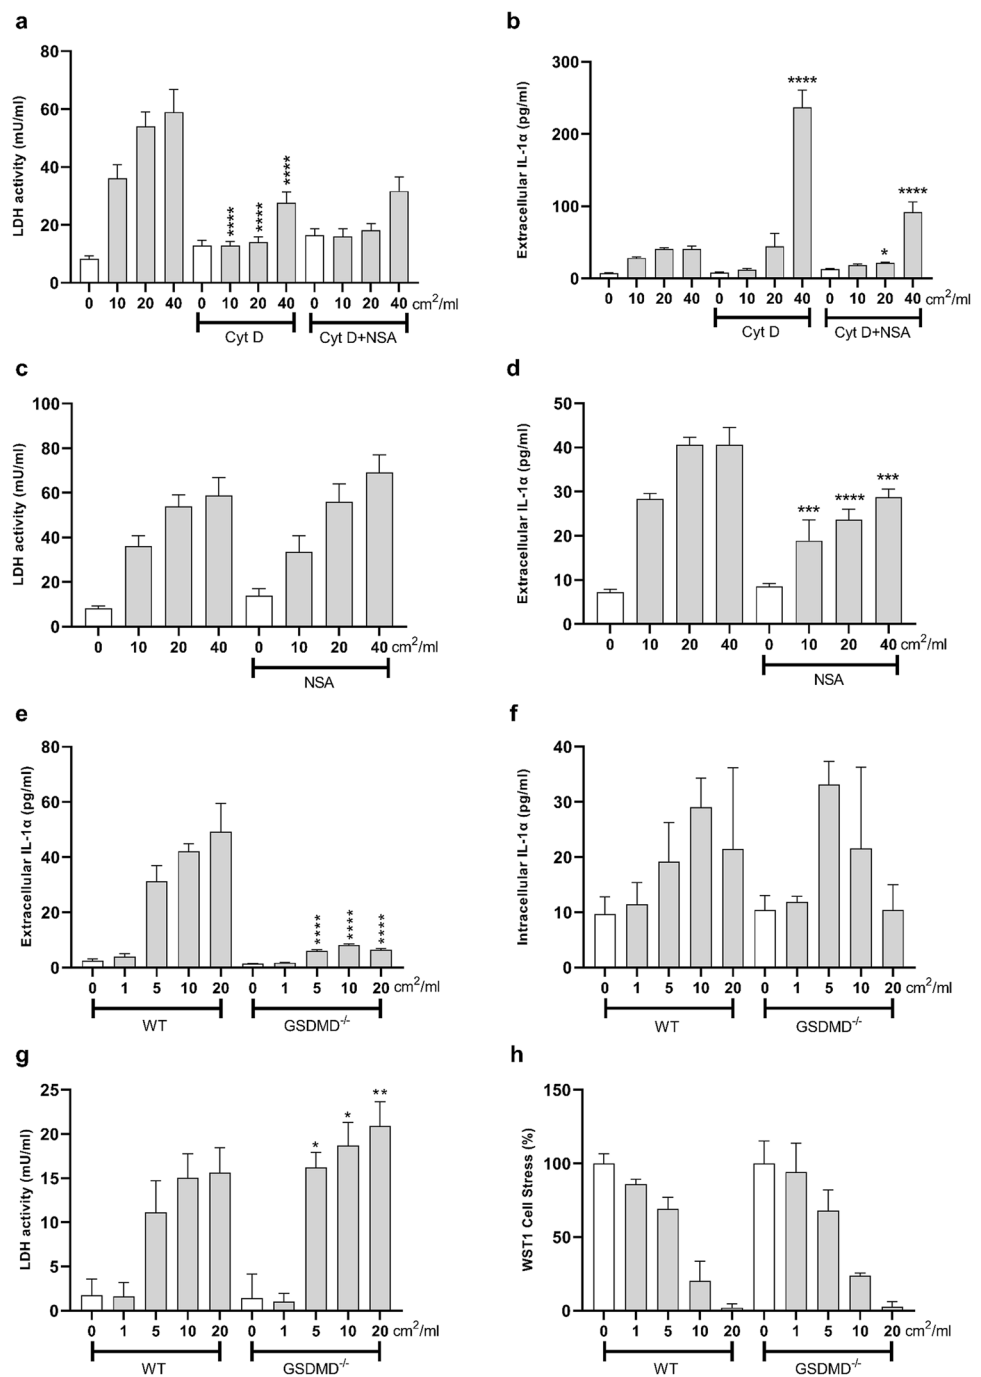 a
LDH activity (mU/ml)
80
60
40
20
0
****
****
****
0 10 20 40 0 10 20 40 0 10 20 40 cm²/ml
Cyt D
Cyt D+NSA
b
Extracellular IL-1α (pg/ml)
300
200
100
0
****
*
****
0 10 20 40 0 10 20 40 0 10 20 40 cm²/ml
Cyt D
Cyt D+NSA
c
LDH activity (mU/ml)
100
80
60
40
20
0
0 10 20 40 0 10 20 40 cm²/ml
NSA
d
Extracellular IL-1α (pg/ml)
50
40
30
20
10
0
***
****
***
0 10 20 40 0 10 20 40 cm²/ml
NSA
e
Extracellular IL-1α (pg/ml)
80
60
40
20
0
****
****
****
0 1 5 10 20 0 1 5 10 20 cm²/ml
WT
GSDMD-/-
f
Intracellular IL-1α (pg/ml)
40
30
20
10
0
0 1 5 10 20 0 1 5 10 20 cm²/ml
WT
GSDMD-/-
g
LDH activity (mU/ml)
25
20
15
10
5
0
*
*
**
0 1 5 10 20 0 1 5 10 20 cm²/ml
WT
GSDMD-/-
h
WST1 Cell Stress (%)
150
100
50
0
0 1 5 10 20 0 1 5 10 20 cm²/ml
WT
GSDMD-/-